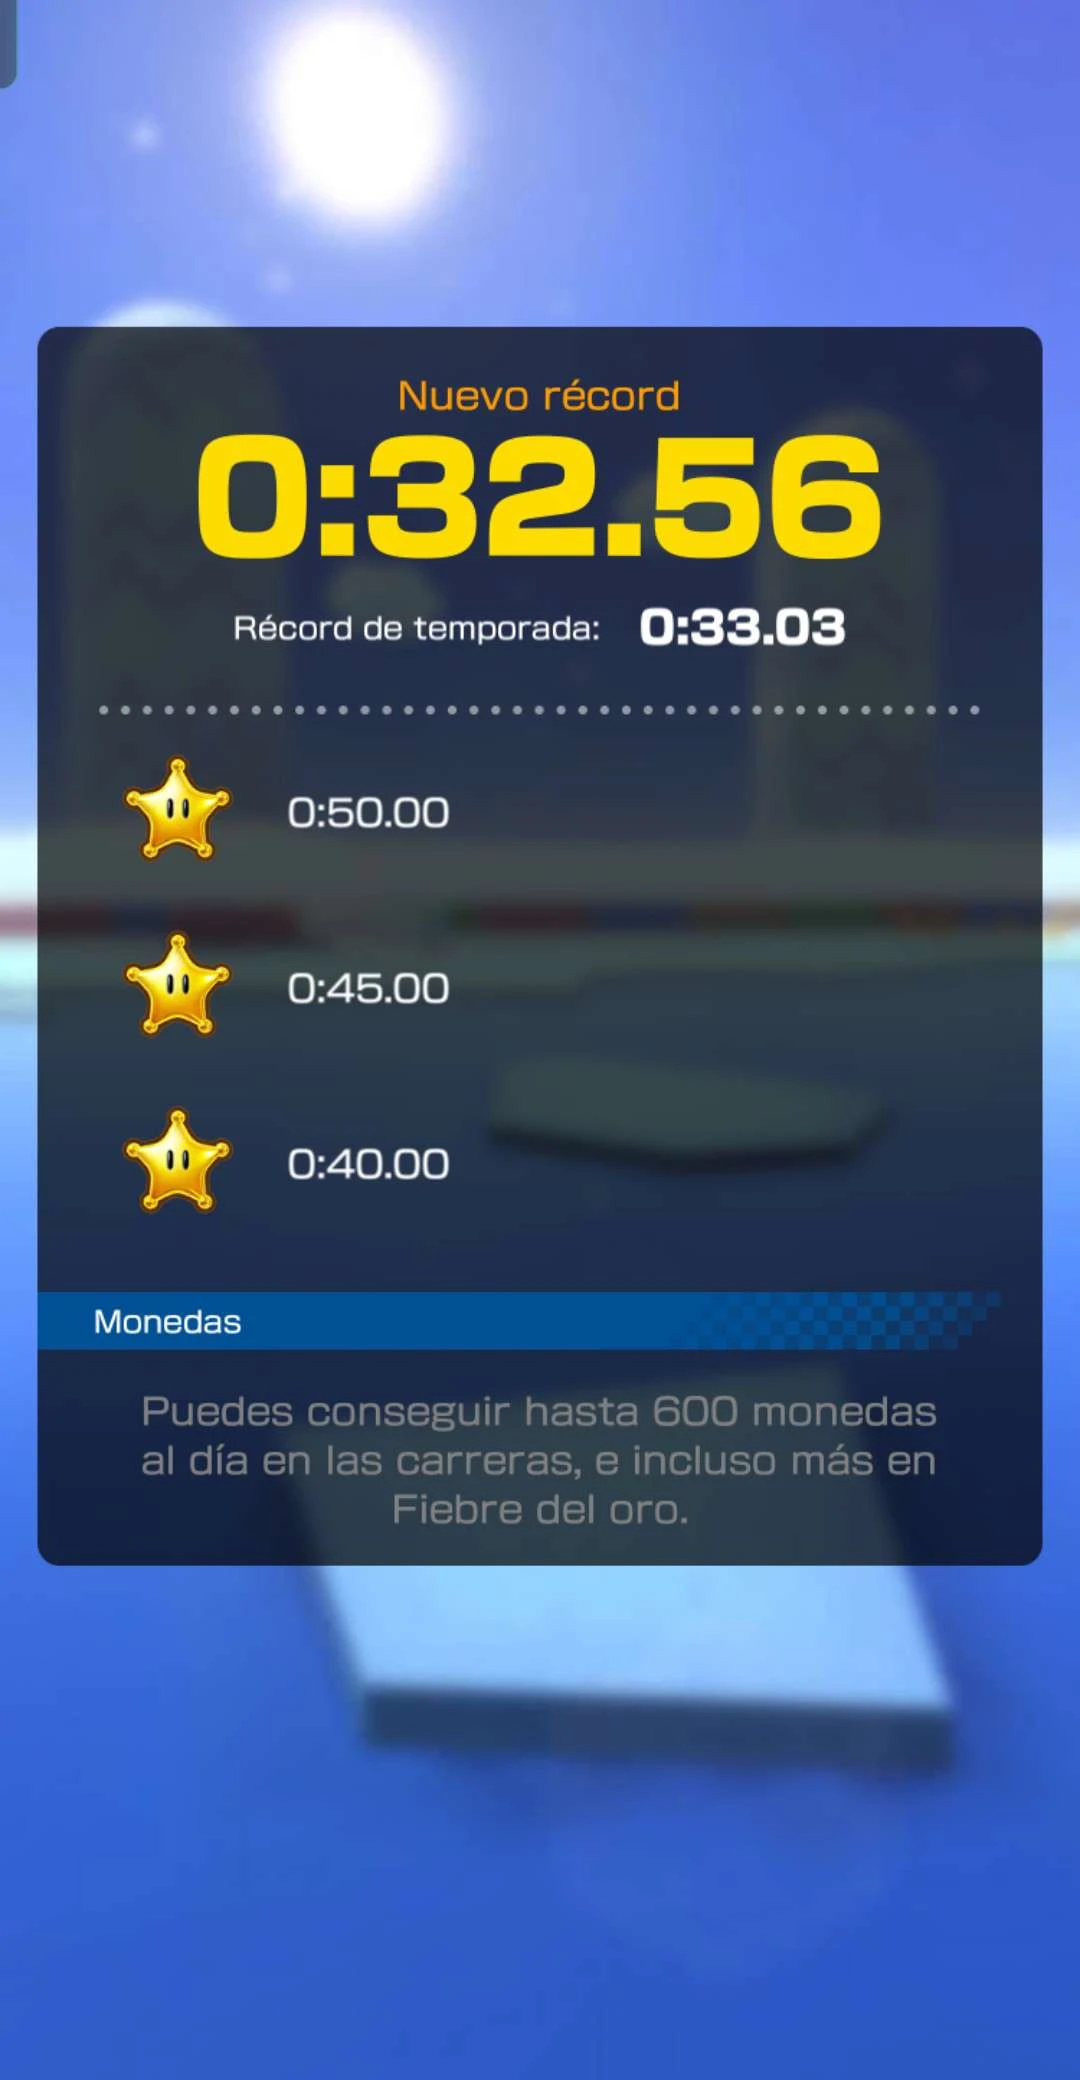 Nuevo récord
0:32.56
Récord de temporada: 0:33.03
0:50.00
0:45.00
0:40.00
Monedas
Puedes conseguir hasta 600 monedas
al día en las carreras, e incluso más en
Fiebre del oro.